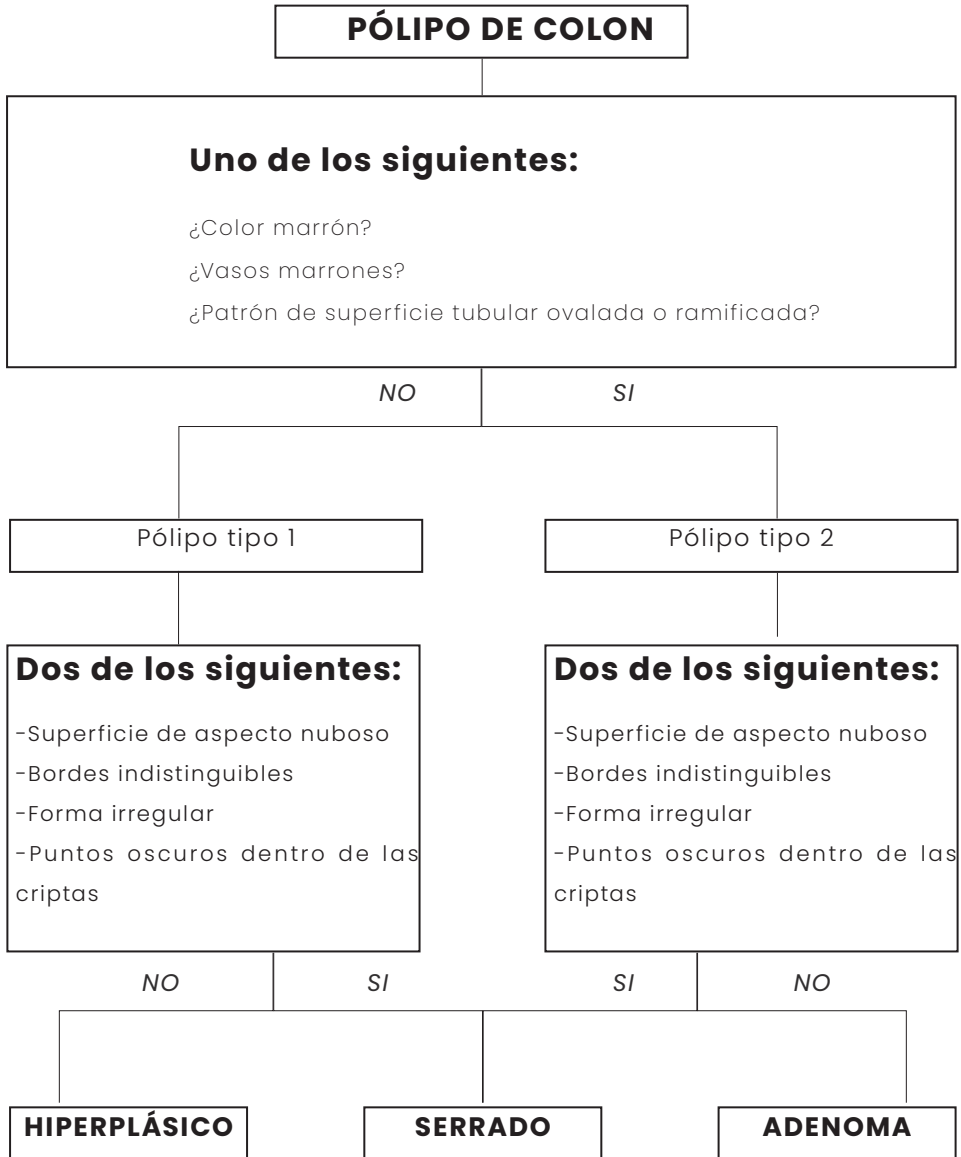 PÓLIPO DE COLON
Uno de los siguientes:
¿Color marrón?
¿Vasos marrones?
¿Patrón de superficie tubular ovalada o ramificada?
NO
SI
Pólipo tipo 1
Pólipo tipo 2
Dos de los siguientes:
-Superficie de aspecto nuboso
-Bordes indistinguibles
-Forma irregular
-Puntos oscuros dentro de las
criptas
Dos de los siguientes:
-Superficie de aspecto nuboso
-Bordes indistinguibles
-Forma irregular
-Puntos oscuros dentro de las
criptas
NO
SI
SI
NO
HIPERPLÁSICO
SERRADO
ADENOMA